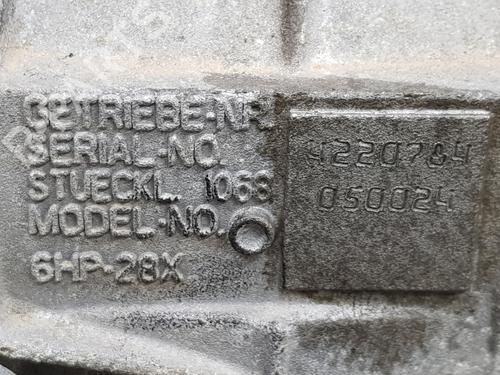 GETRIEBE-NR.
SERIAL-NO. 4220784
STUECKL. 1068 050024
MODEL-NO.
6HP-28X